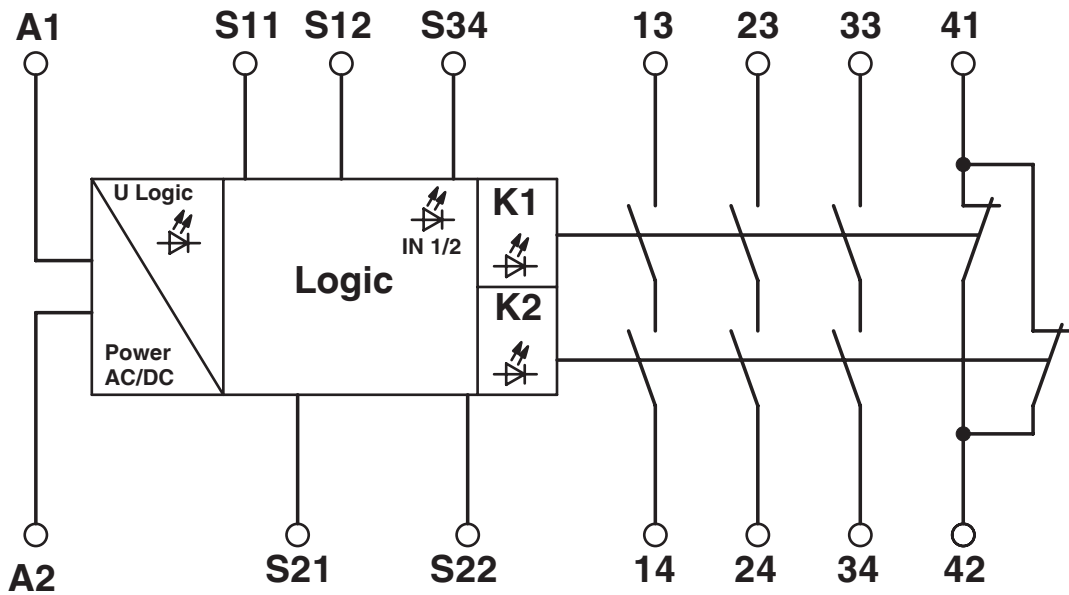 A1 S11 S12 S34 13 23 33 41
U Logic
K1
IN 1/2
Logic
K2
Power
AC/DC
A2 S21 S22 14 24 34 42